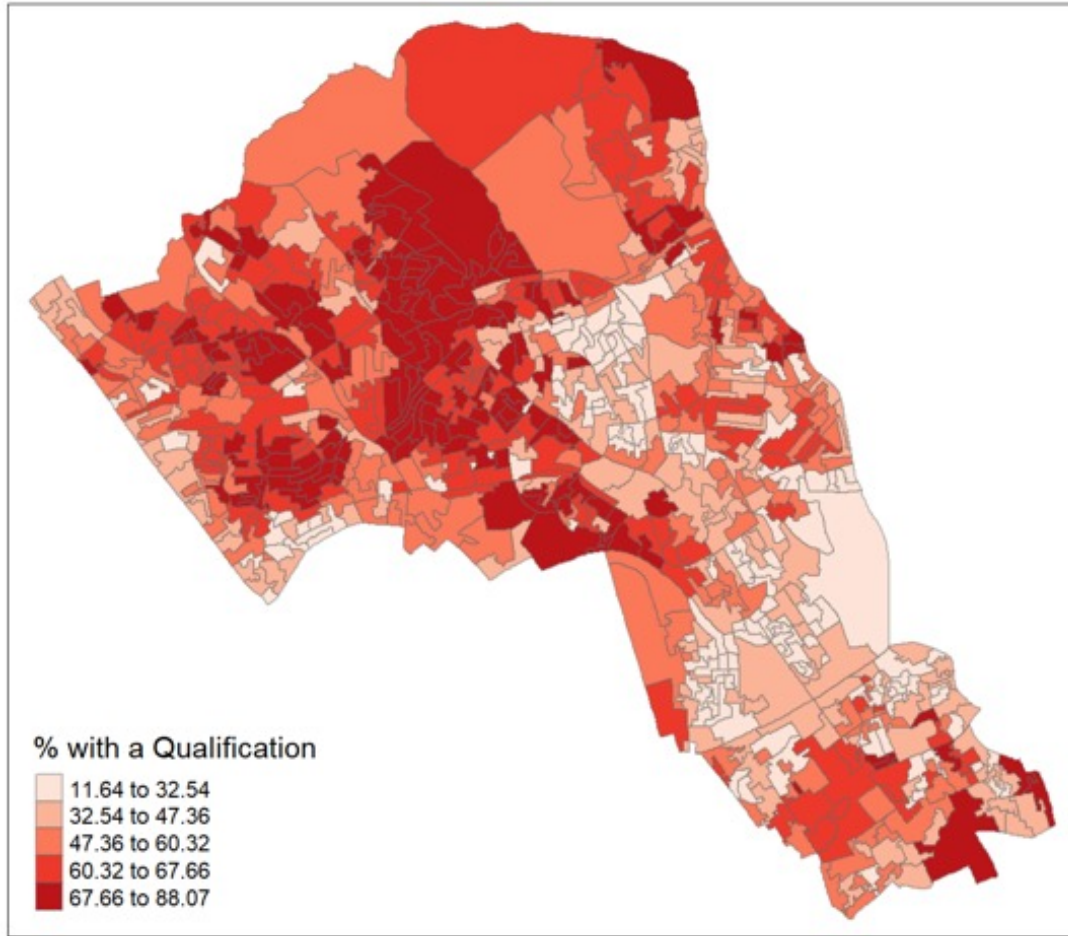 % with a Qualification
11.64 to 32.54
32.54 to 47.36
47.36 to 60.32
60.32 to 67.66
67.66 to 88.07